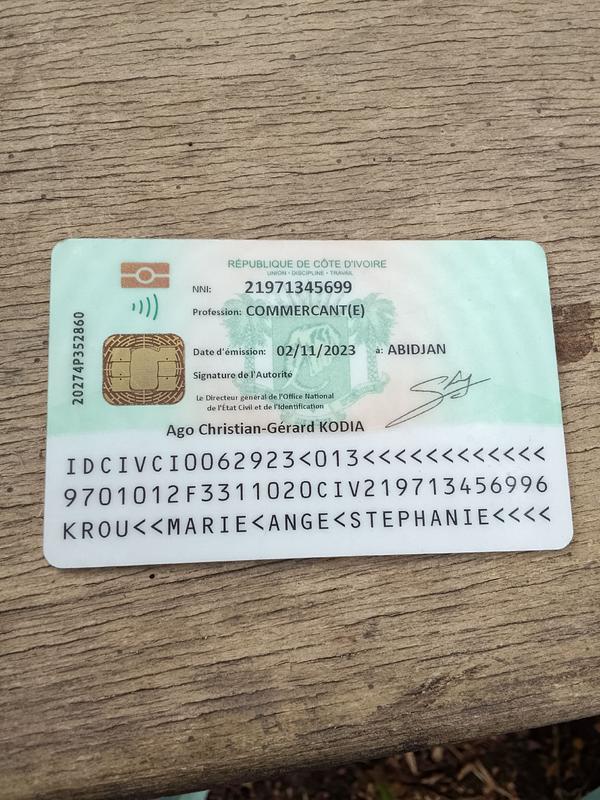 RÉPUBLIQUE DE CÔTE D'IVOIRE
UNION - DISCIPLINE - TRAVAIL
NNI: 21971345699
Profession: COMMERCANT(E)
20274P352860
Date d'émission: 02/11/2023 à: ABIDJAN
Signature de l'Autorité
Le Directeur général de l'Office National
de l'État Civil et de l'Identification
Ago Christian-Gérard KODIA
IDCIVCI0062923<013<<<<<<<<<<<<
9701012F3311020CIV219713456996
KROU<<MARIE<ANGE<STEPHANIE<<<<